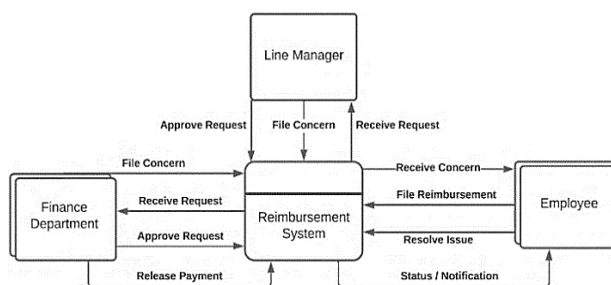 Line Manager
Approve Request
File Concern
Receive Request
File Concern
Receive Concern
Finance
Department
Receive Request
Reimbursement
System
File Reimbursement
Employee
Approve Request
Resolve Issue
Release Payment
Status / Notification